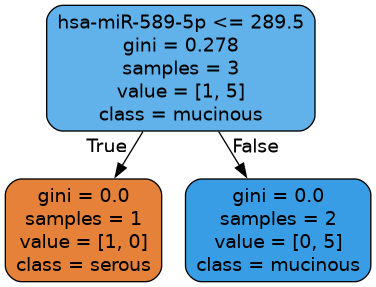 hsa-miR-589-5p <= 289.5
gini = 0.278
samples = 3
value = [1, 5]
class = mucinous
True
False
gini = 0.0
samples = 1
value = [1, 0]
class = serous
gini = 0.0
samples = 2
value = [0, 5]
class = mucinous